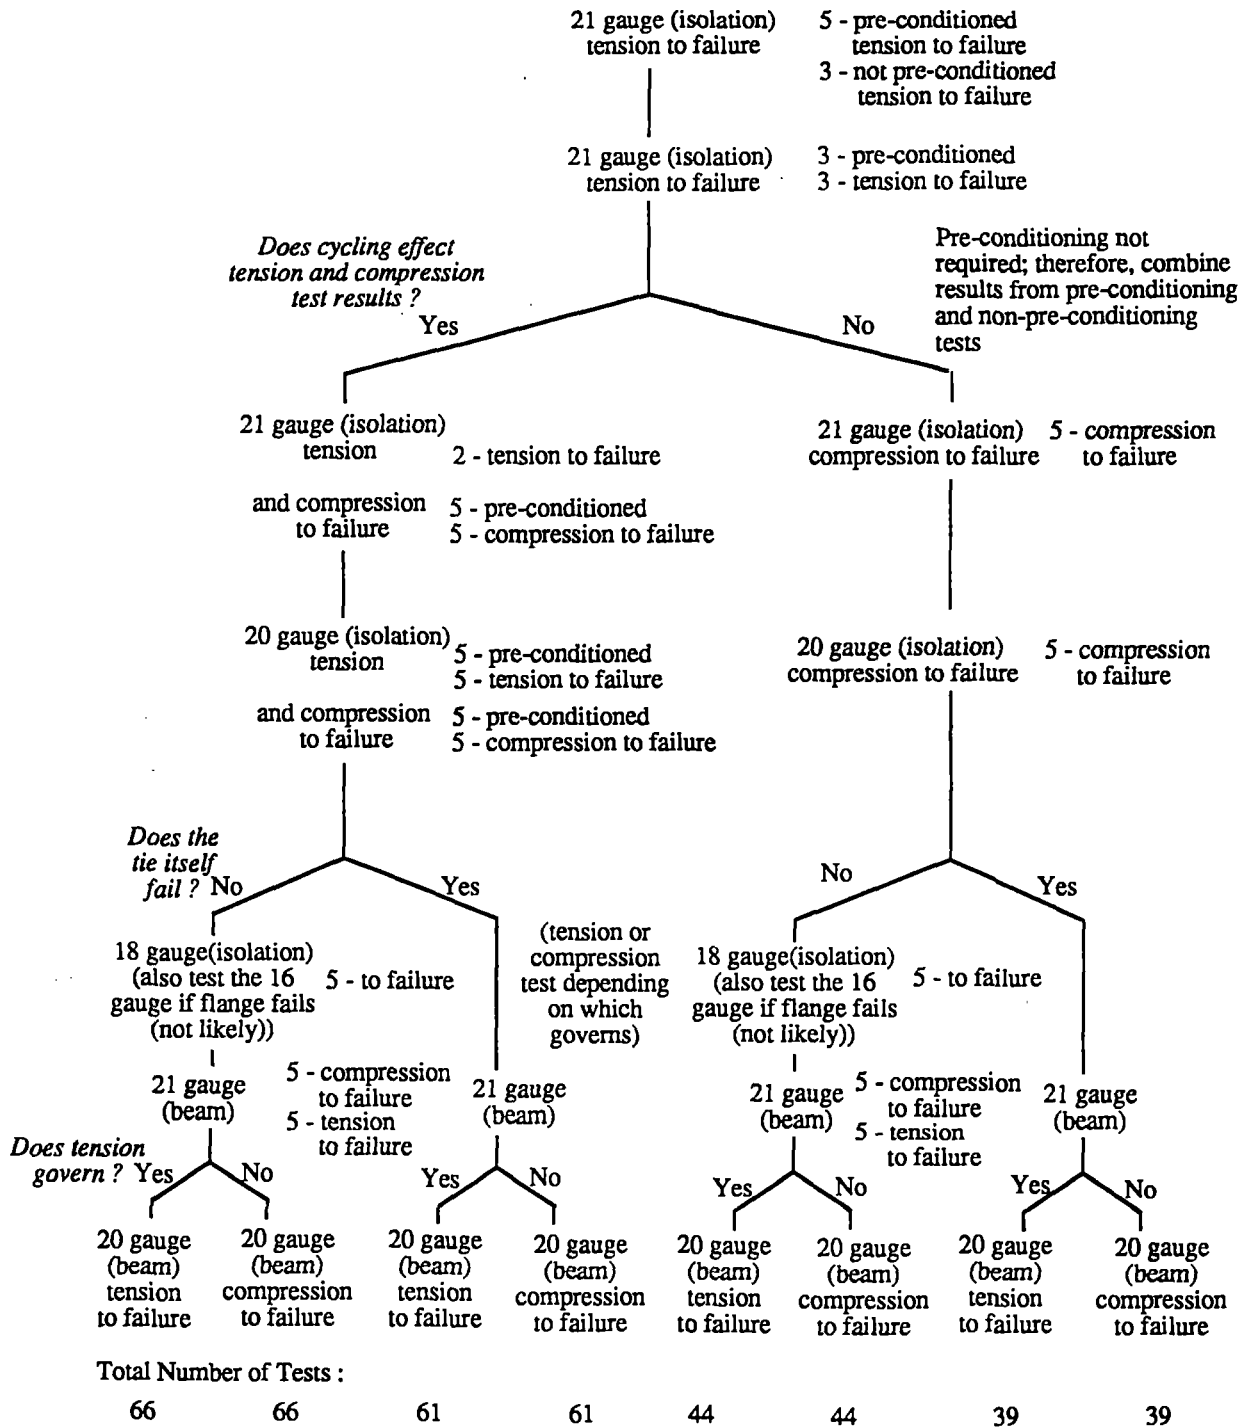 21 gauge (isolation)
tension to failure
5 - pre-conditioned
tension to failure
3 - not pre-conditioned
tension to failure
21 gauge (isolation)
tension to failure
3 - pre-conditioned
3 - tension to failure
Does cycling effect
tension and compression
test results ?
Yes
No
Pre-conditioning not
required; therefore, combine
results from pre-conditioning
and non-pre-conditioning
tests
21 gauge (isolation)
tension
2 - tension to failure
and compression
to failure
5 - pre-conditioned
5 - compression to failure
21 gauge (isolation)
compression to failure
5 - compression
to failure
20 gauge (isolation)
tension
5 - pre-conditioned
5 - tension to failure
and compression
to failure
5 - pre-conditioned
5 - compression to failure
20 gauge (isolation)
compression to failure
5 - compression
to failure
Does the
tie itself
fail ?
No
Yes
No
Yes
18 gauge(isolation)
(also test the 16
gauge if flange fails
(not likely))
5 - to failure
(tension or
compression
test depending
on which
governs)
18 gauge(isolation)
(also test the 16
gauge if flange fails
(not likely))
5 - to failure
21 gauge
(beam)
5 - compression
to failure
5 - tension
to failure
21 gauge
(beam)
21 gauge
(beam)
5 - compression
to failure
5 - tension
to failure
21 gauge
(beam)
Does tension
govern ?
Yes
No
Yes
No
Yes
No
Yes
No
20 gauge
(beam)
tension
to failure
20 gauge
(beam)
compression
to failure
20 gauge
(beam)
tension
to failure
20 gauge
(beam)
compression
to failure
20 gauge
(beam)
tension
to failure
20 gauge
(beam)
compression
to failure
20 gauge
(beam)
tension
to failure
20 gauge
(beam)
compression
to failure
Total Number of Tests :
66 66 61 61 44 44 39 39